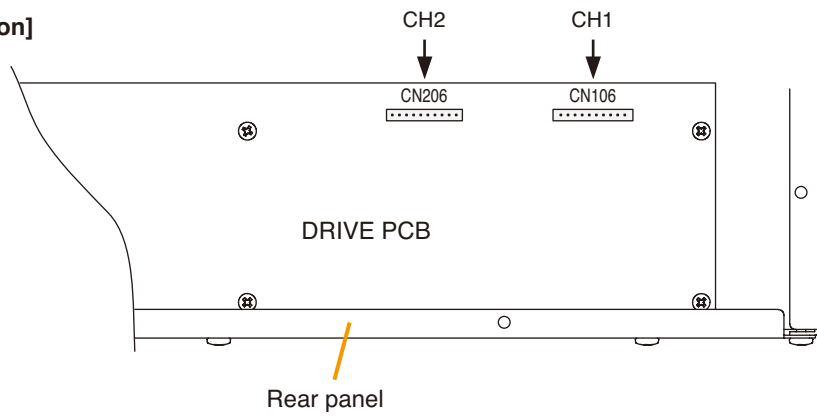 on]
CH2
CH1
CN206
CN106
DRIVE PCB
Rear panel